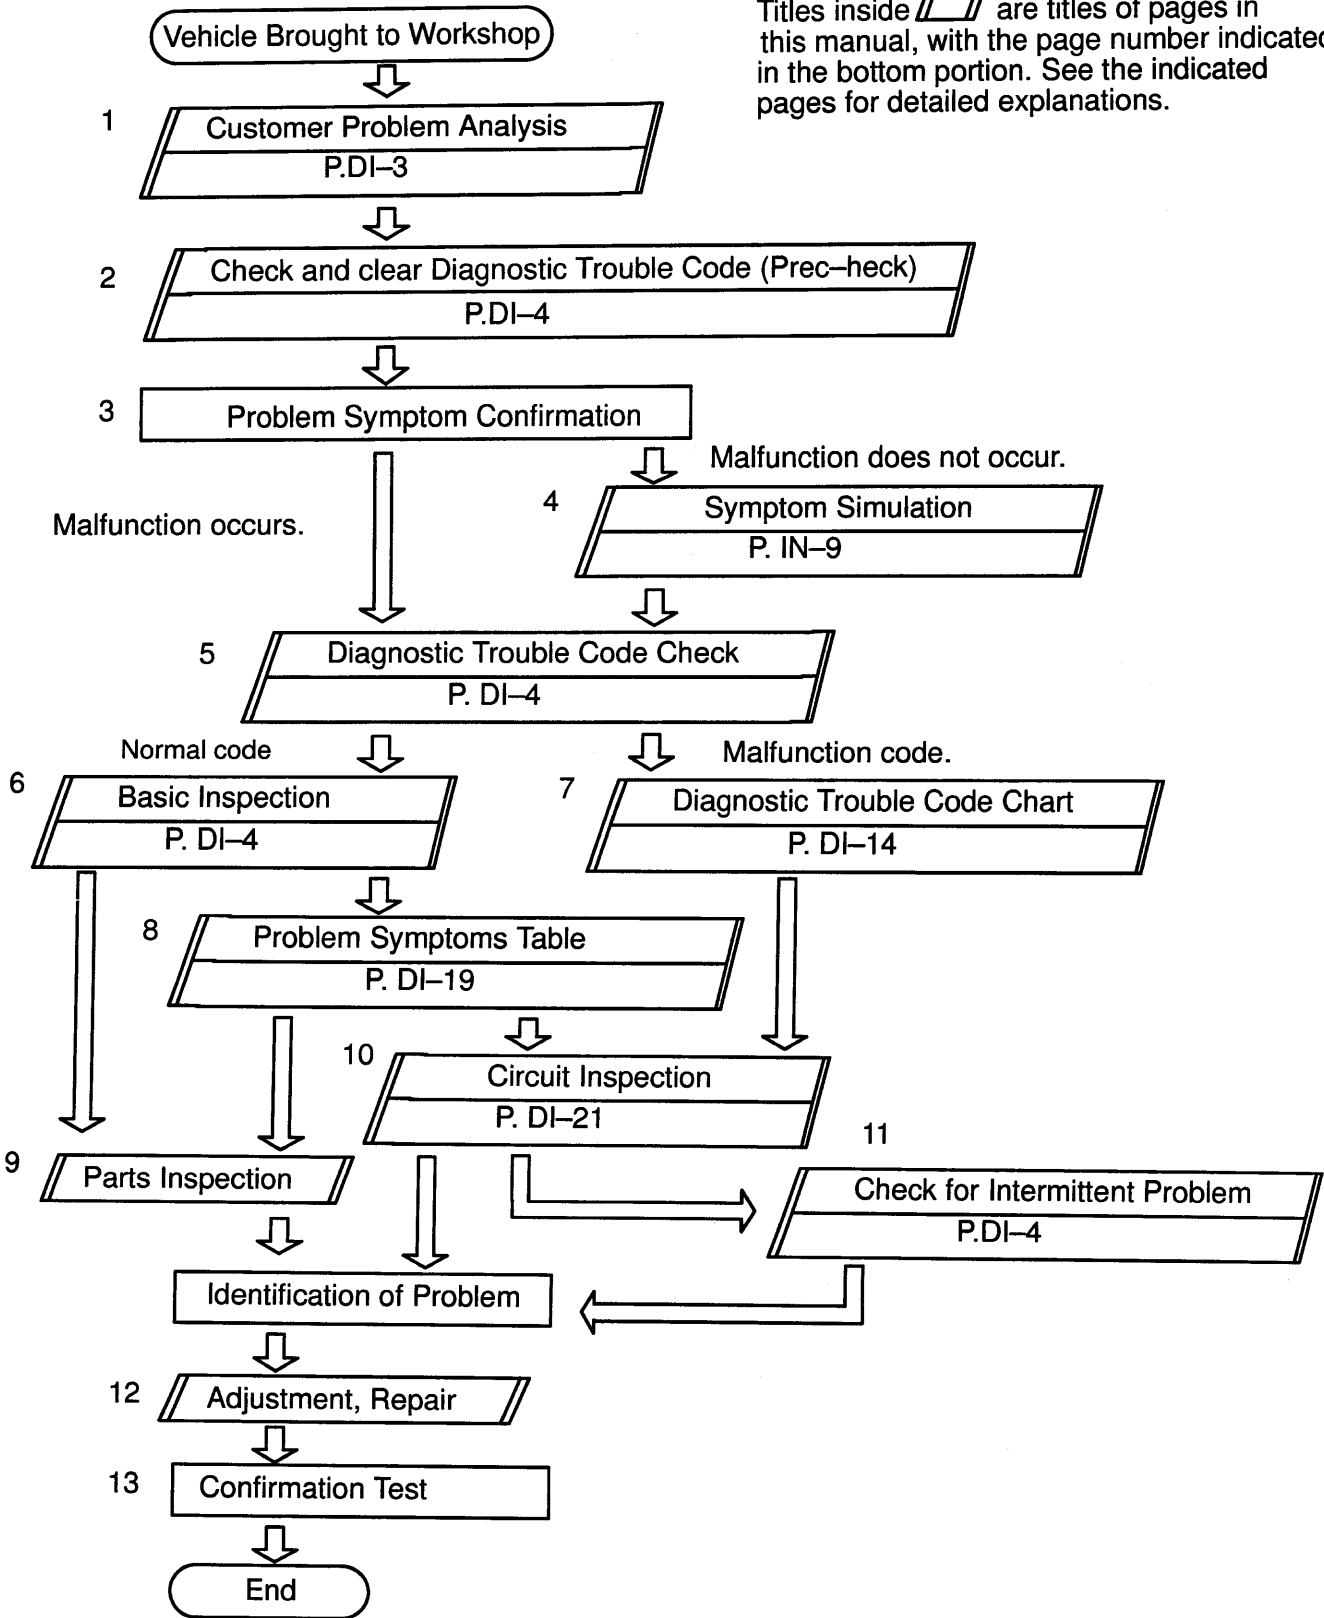 Vehicle Brought to Workshop
Titles inside are titles of pages in
this manual, with the page number indicated
in the bottom portion. See the indicated
pages for detailed explanations.
1
Customer Problem Analysis
P.DI–3
2
Check and clear Diagnostic Trouble Code (Prec–heck)
P.DI–4
3
Problem Symptom Confirmation
Malfunction does not occur.
Malfunction occurs.
4
Symptom Simulation
P. IN–9
5
Diagnostic Trouble Code Check
P. DI–4
Normal code
Malfunction code.
6
Basic Inspection
P. DI–4
7
Diagnostic Trouble Code Chart
P. DI–14
8
Problem Symptoms Table
P. DI–19
10
Circuit Inspection
P. DI–21
9
Parts Inspection
11
Check for Intermittent Problem
P.DI–4
Identification of Problem
12
Adjustment, Repair
13
Confirmation Test
End